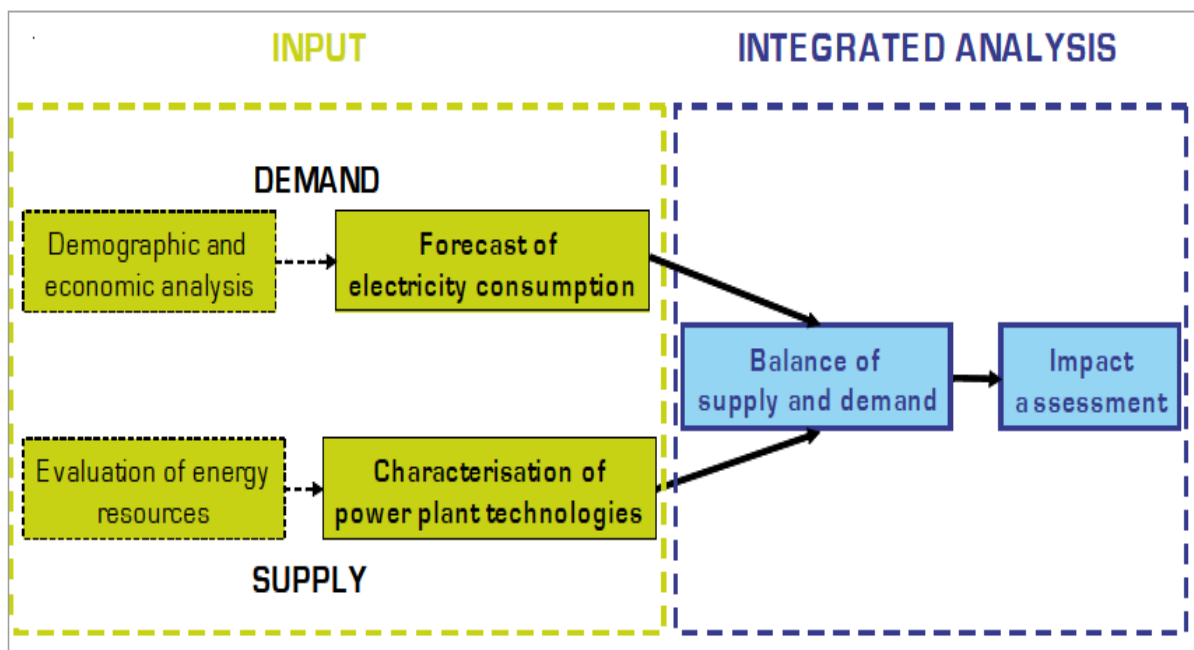 INPUT
INTEGRATED ANALYSIS
DEMAND
Demographic and
economic analysis
Forecast of
electricity consumption
Balance of
supply and demand
Impact
assessment
Evaluation of energy
resources
Characterisation of
power plant technologies
SUPPLY